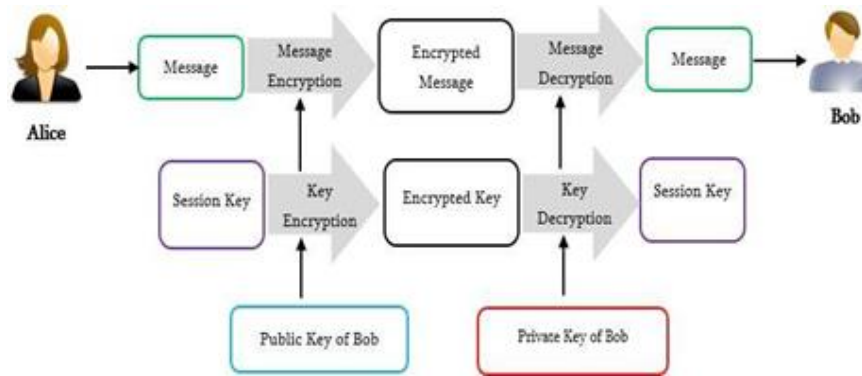 Message
Message
Encryption
Encrypted
Message
Message
Decryption
Message
Alice
Bob
Session Key
Key
Encryption
Encrypted Key
Key
Decryption
Session Key
Public Key of Bob
Private Key of Bob